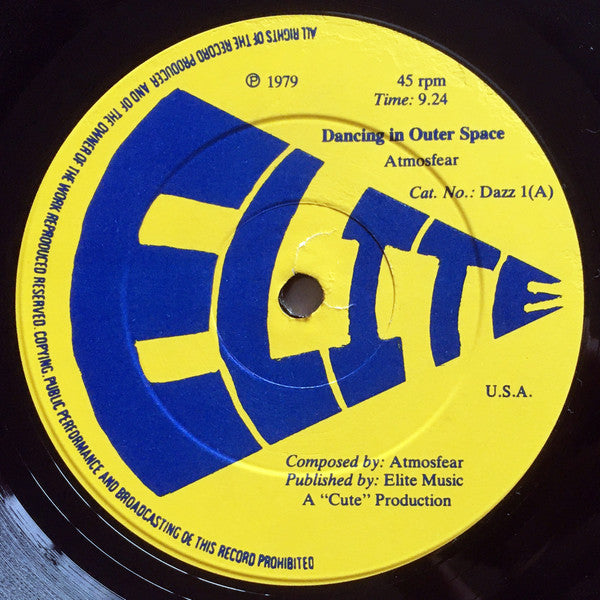 ℗ 1979
45 rpm
Time: 9.24
Dancing in Outer Space
Atmosfear
Cat. No.: Dazz 1(A)
ELITE
U.S.A.
Composed by: Atmosfear
Published by: Elite Music
A “Cute” Production
ALL RIGHTS OF THE RECORD PRODUCER AND OF THE OWNER OF THE WORK REPRODUCED RESERVED. COPYING, PUBLIC PERFORMANCE AND BROADCASTING OF THIS RECORD PROHIBITED